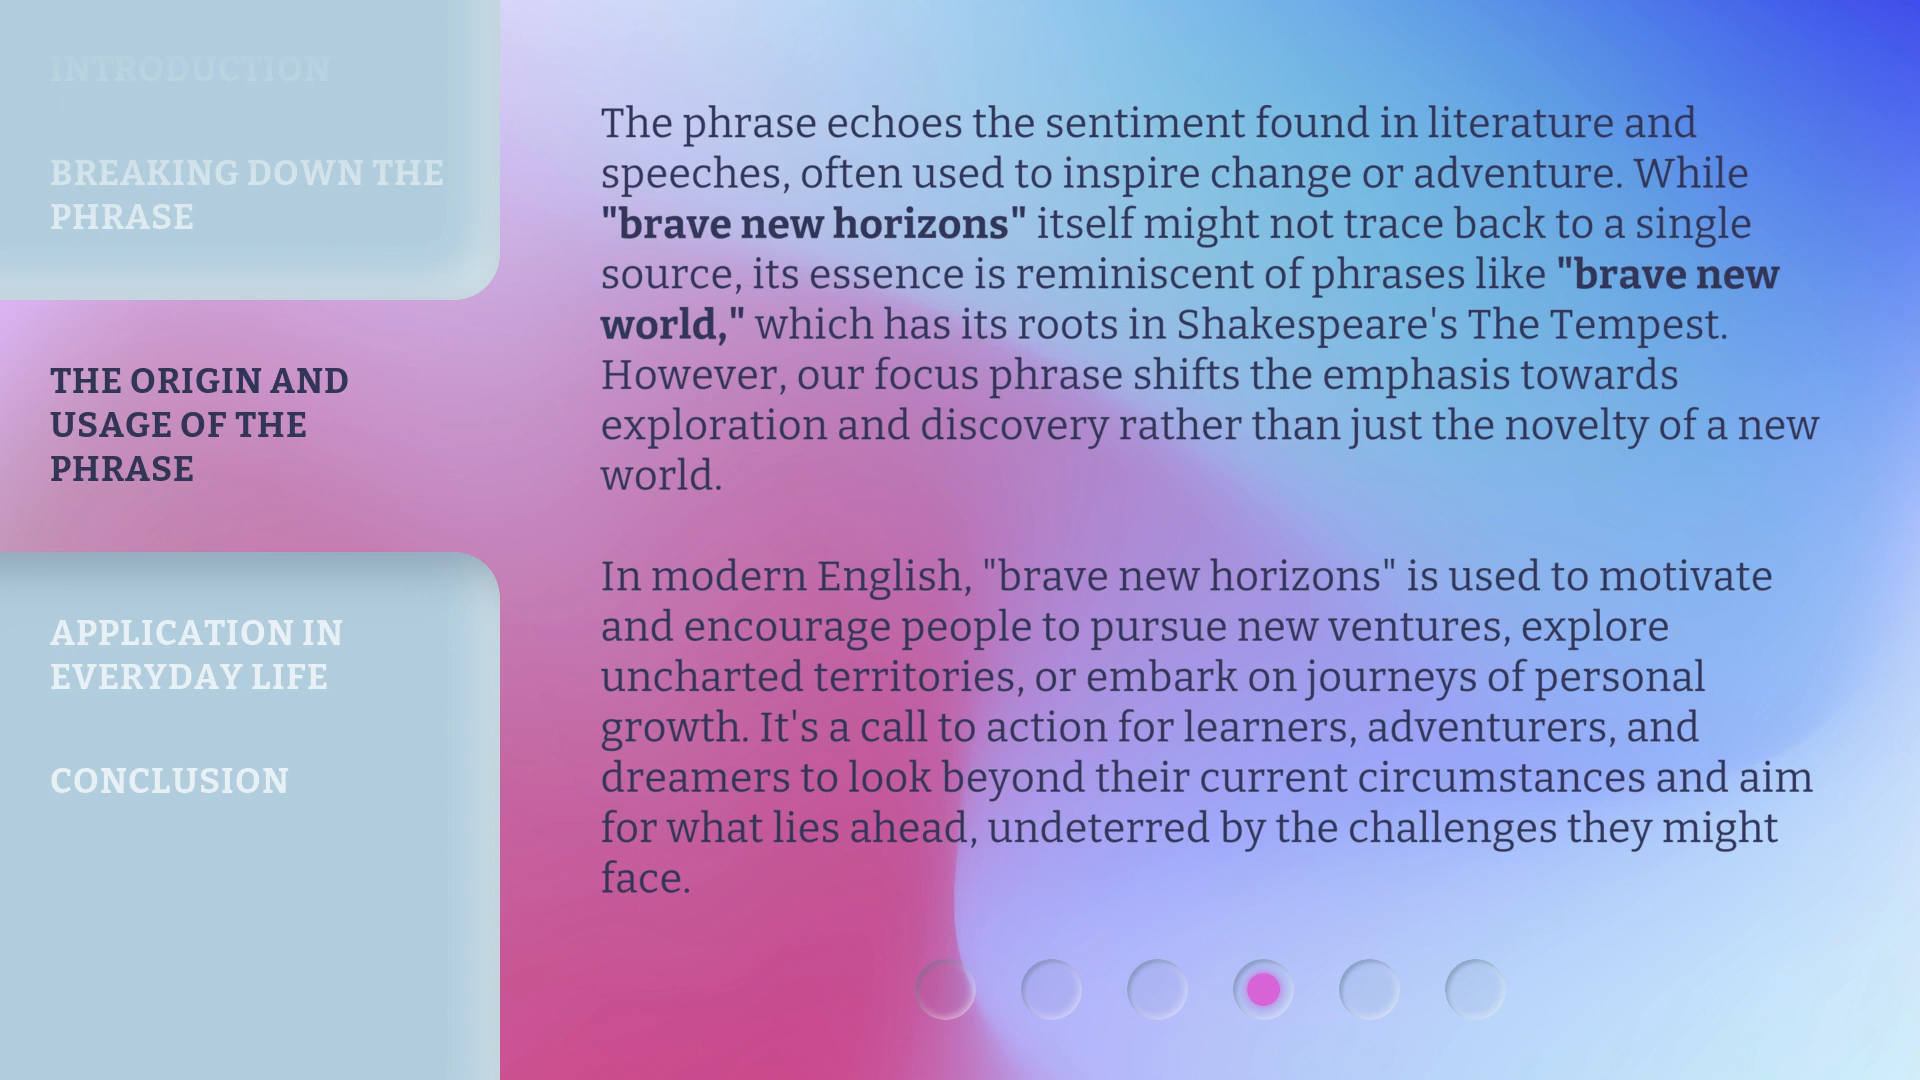 INTRODUCTION
BREAKING DOWN THE
PHRASE
THE ORIGIN AND
USAGE OF THE
PHRASE
APPLICATION IN
EVERYDAY LIFE
CONCLUSION
The phrase echoes the sentiment found in literature and
speeches, often used to inspire change or adventure. While
"brave new horizons" itself might not trace back to a single
source, its essence is reminiscent of phrases like "brave new
world," which has its roots in Shakespeare's The Tempest.
However, our focus phrase shifts the emphasis towards
exploration and discovery rather than just the novelty of a new
world.
In modern English, "brave new horizons" is used to motivate
and encourage people to pursue new ventures, explore
uncharted territories, or embark on journeys of personal
growth. It's a call to action for learners, adventurers, and
dreamers to look beyond their current circumstances and aim
for what lies ahead, undeterred by the challenges they might
face.